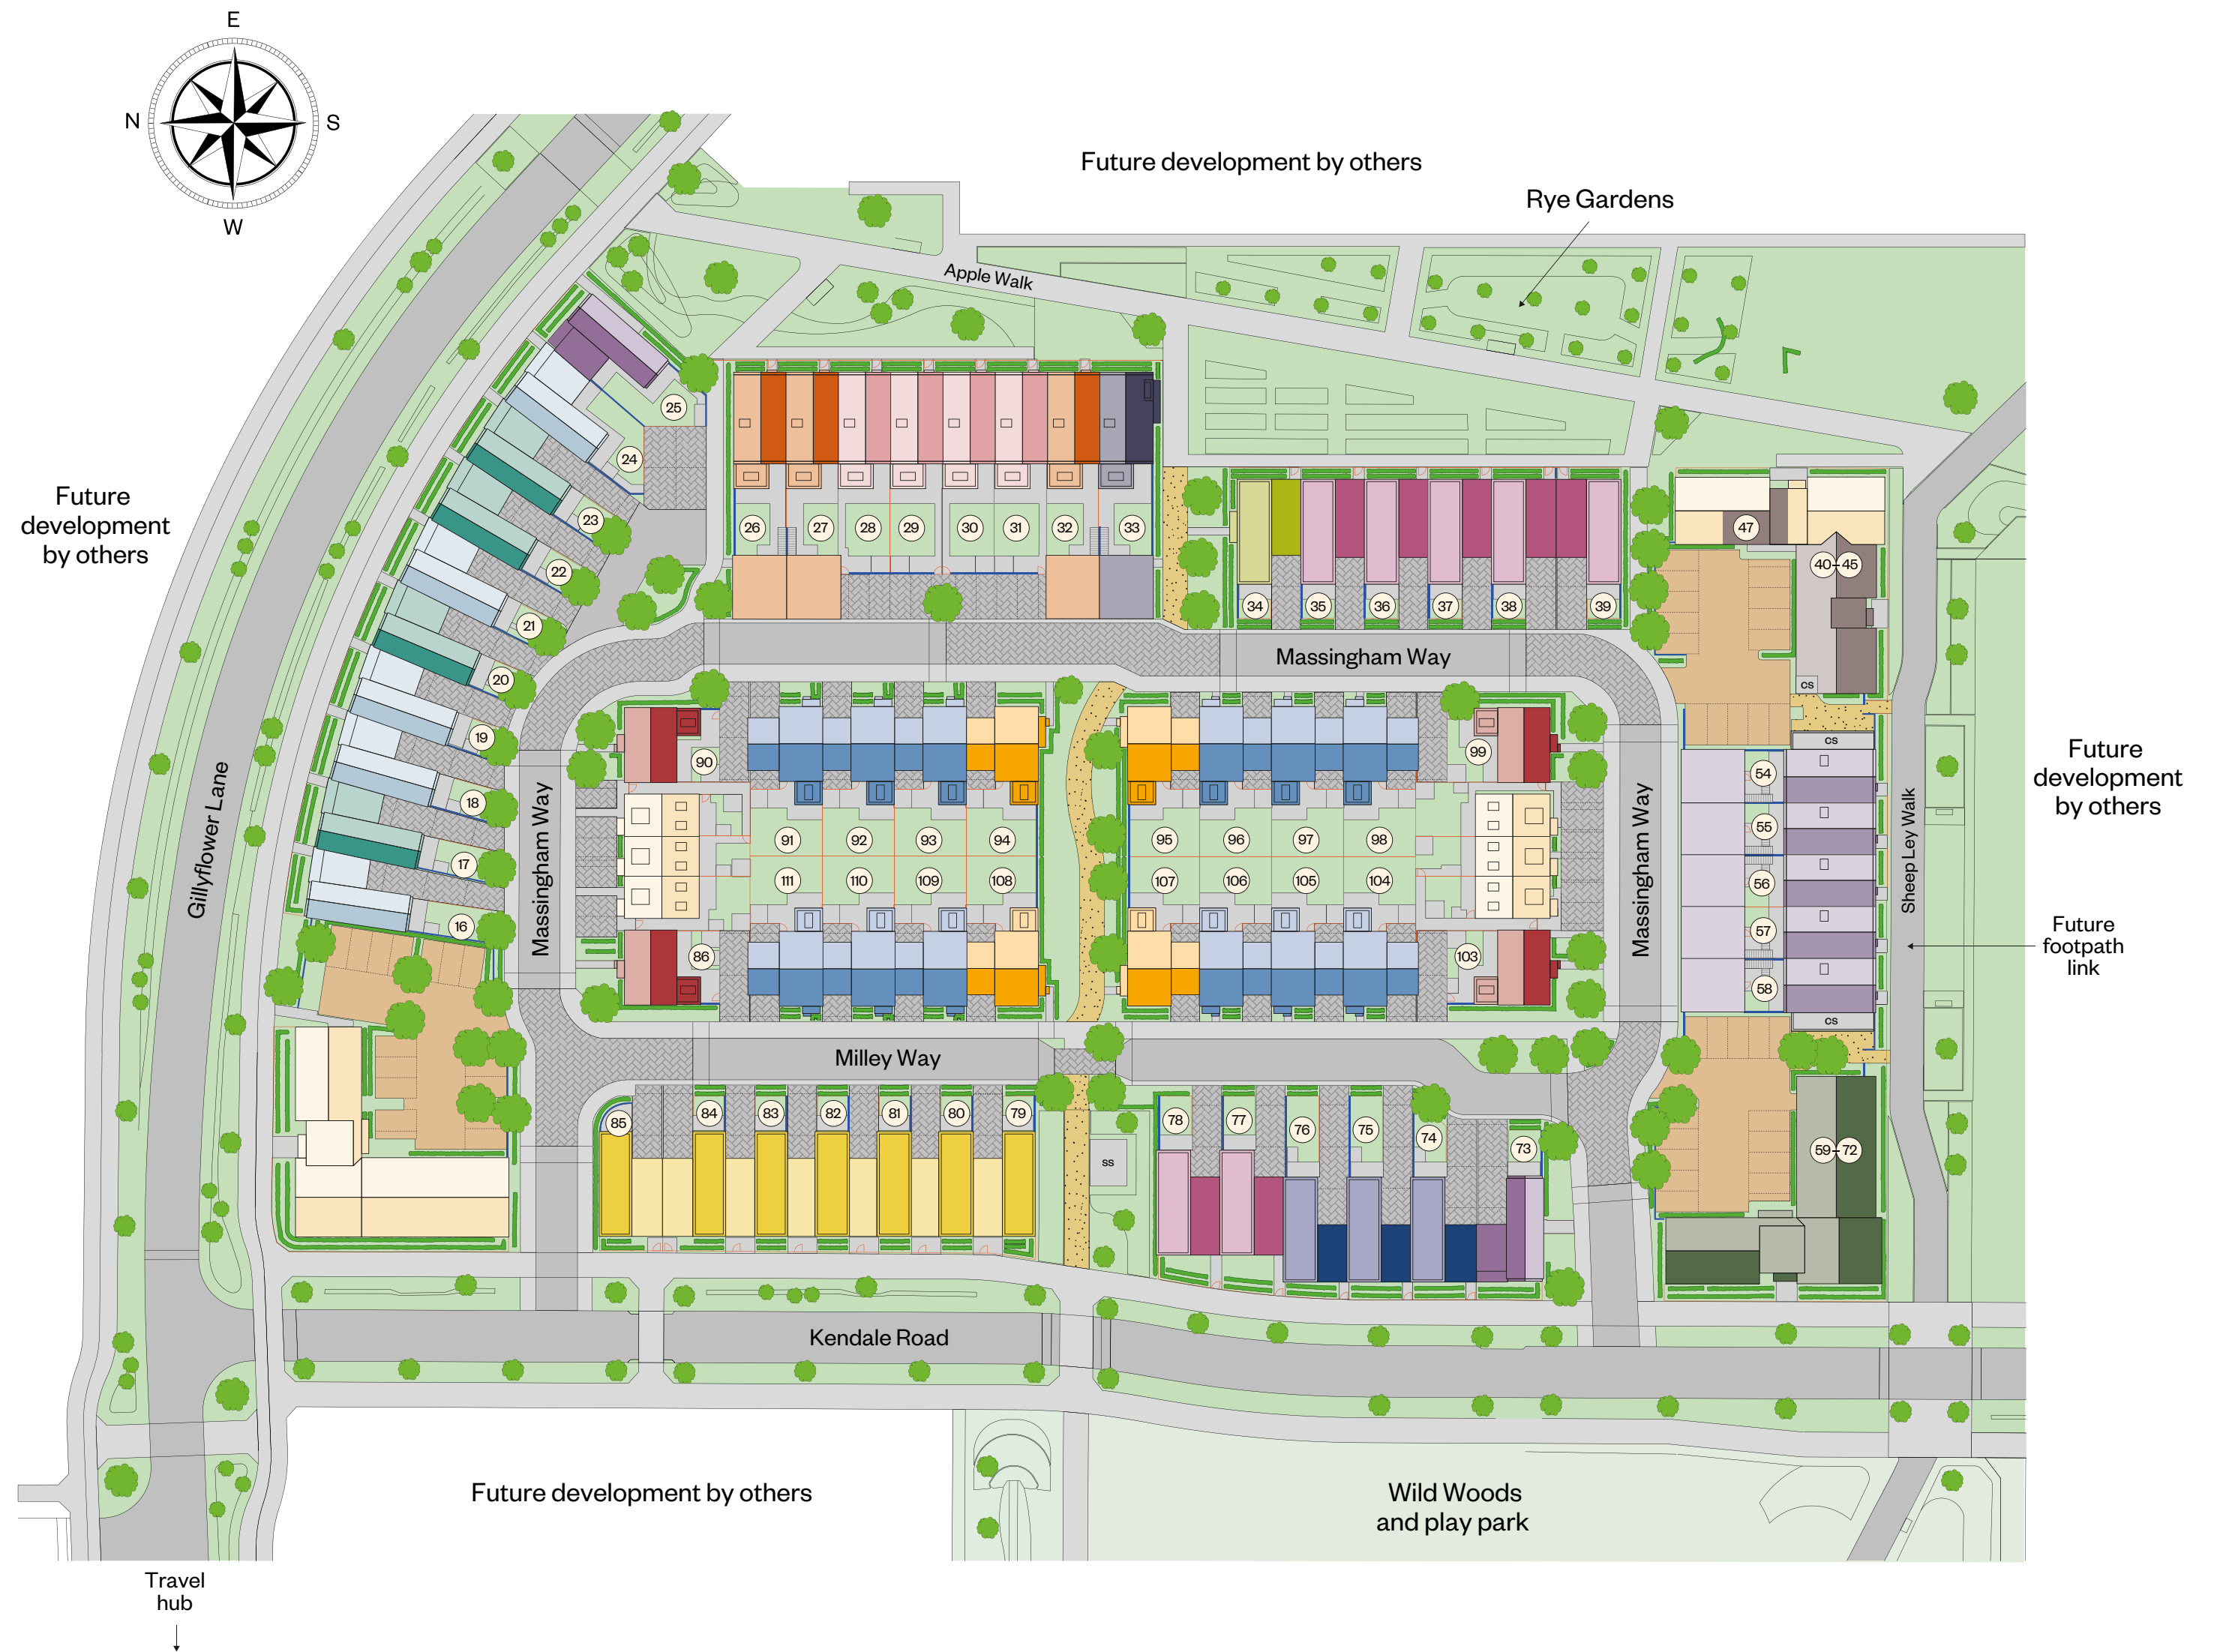 E
N
S
W
Future development by others
Rye Gardens
Apple Walk
Future
development
by others
25
24
23
22
21
20
19
18
17
16
26
27
28
29
30
31
32
33
34
35
36
37
38
39
47
40-45
cs
Massingham Way
Gillyflower Lane
Massingham Way
90
91
92
93
94
95
96
97
98
99
111
110
109
108
107
106
105
104
86
103
Massingham Way
cs
54
55
56
57
58
cs
Sheep Ley Walk
Future
development
by others
Future
footpath
link
Milley Way
85
84
83
82
81
80
79
ss
78
77
76
75
74
73
59-72
Kendale Road
Future development by others
Wild Woods
and play park
Travel
hub